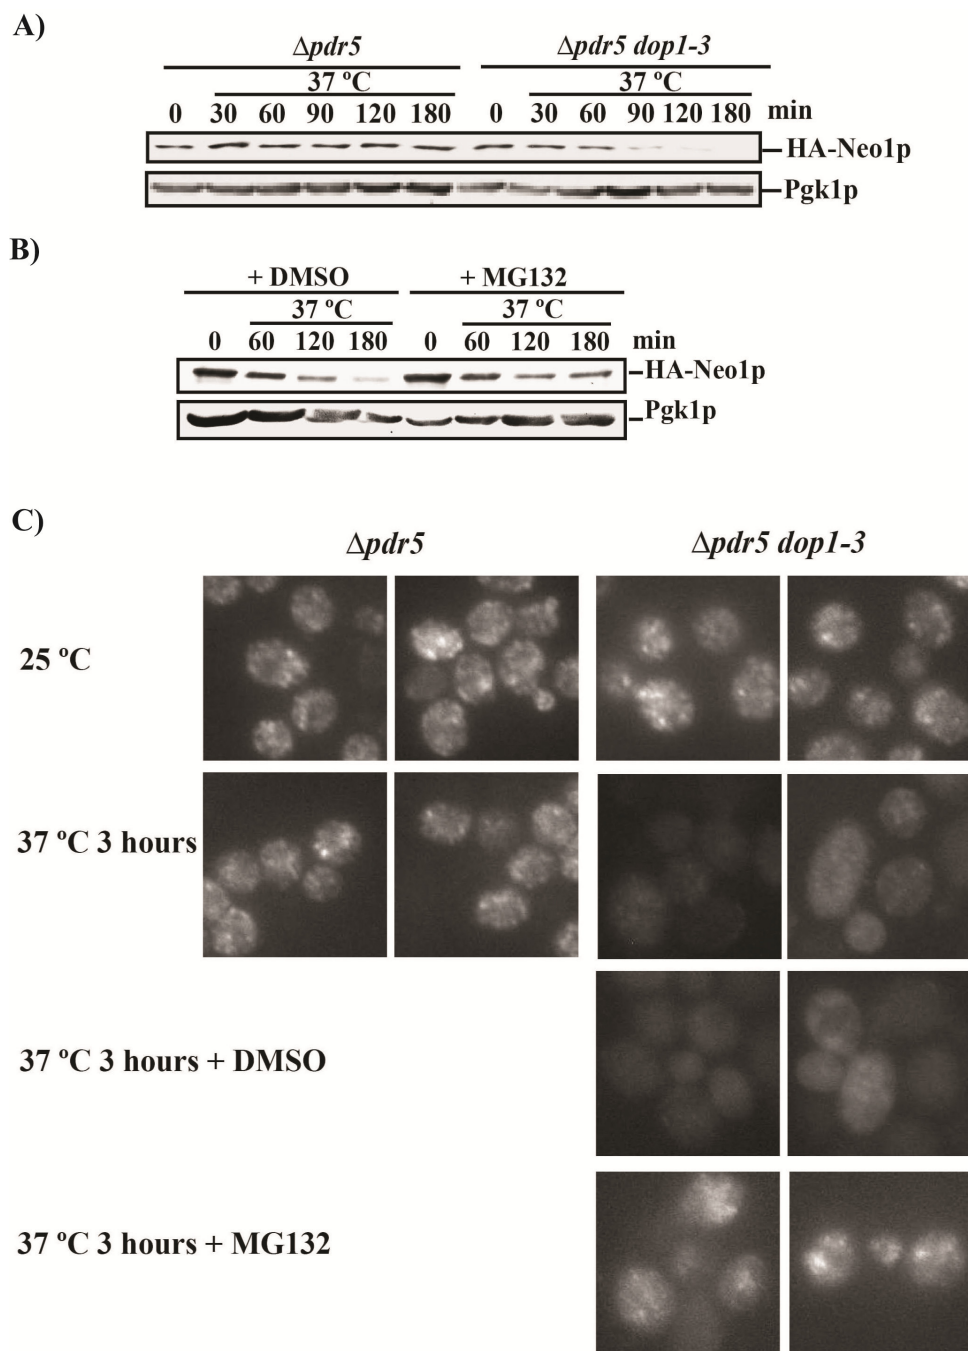 A)
Δpdr5 Δpdr5 dop1-3
37 ºC 37 ºC
0 30 60 90 120 180 0 30 60 90 120 180 min
HA-Neo1p
Pgk1p
B)
+ DMSO + MG132
37 ºC 37 ºC
0 60 120 180 0 60 120 180 min
HA-Neo1p
Pgk1p
C)
Δpdr5 Δpdr5 dop1-3
25 ºC
37 ºC 3 hours
37 ºC 3 hours + DMSO
37 ºC 3 hours + MG132